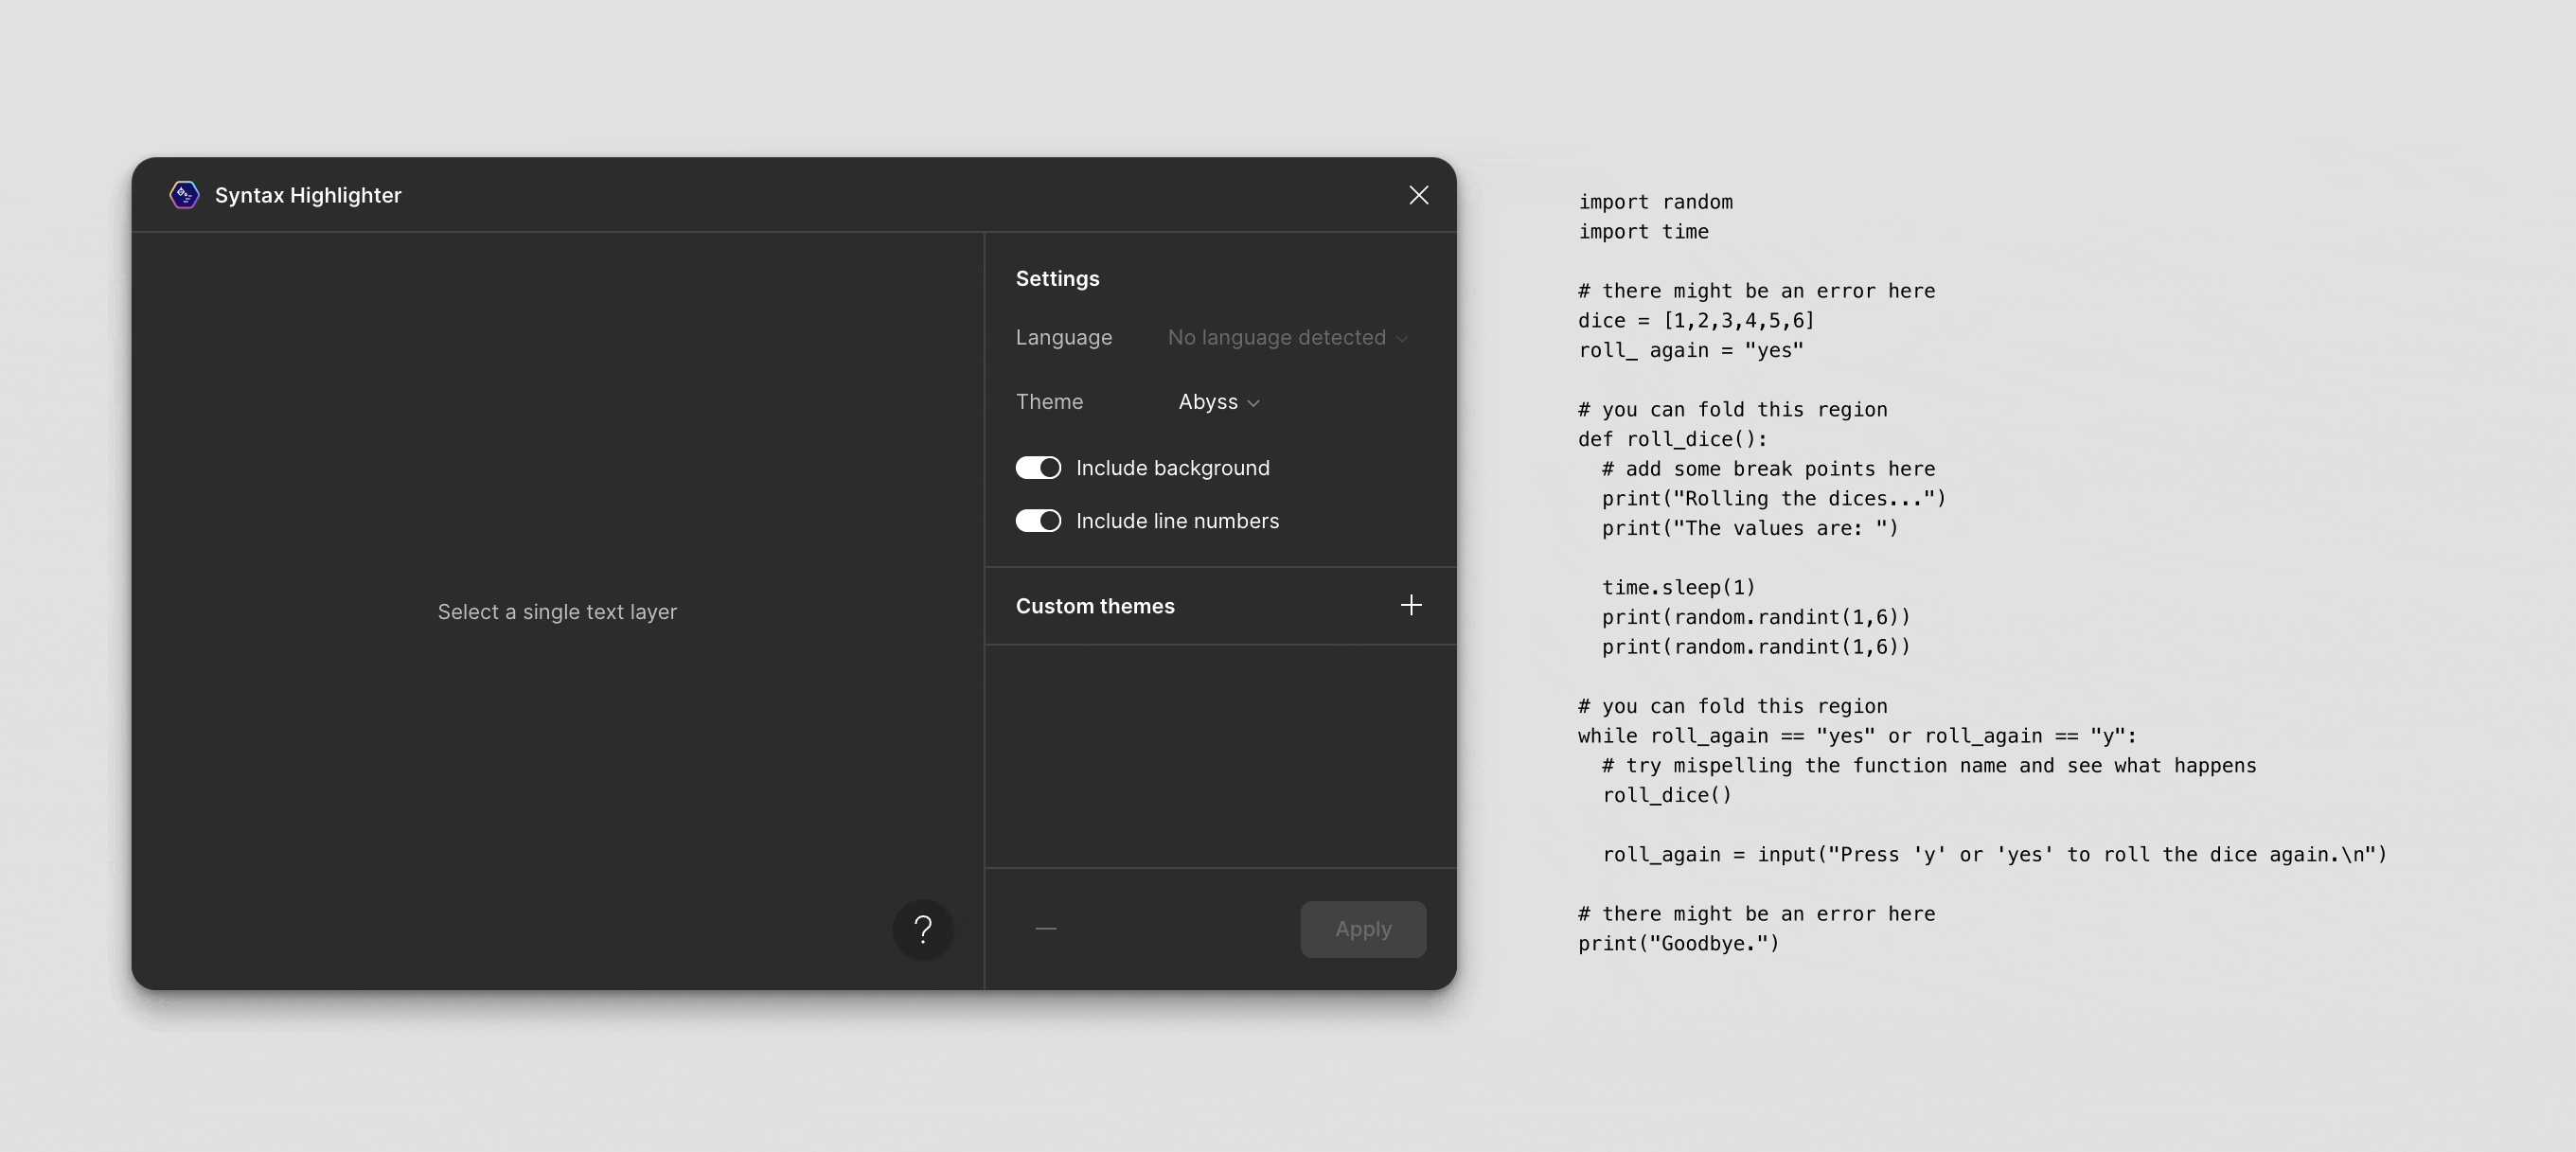 Syntax Highlighter
Select a single text layer
?
Settings
Language No language detected
Theme Abyss
Include background
Include line numbers
Custom themes
Apply
import random
import time
# there might be an error here
dice = [1,2,3,4,5,6]
roll_ again = "yes"
# you can fold this region
def roll_dice():
  # add some break points here
  print("Rolling the dices...")
  print("The values are: ")
  time.sleep(1)
  print(random.randint(1,6))
  print(random.randint(1,6))
# you can fold this region
while roll_again == "yes" or roll_again == "y":
  # try mispelling the function name and see what happens
  roll_dice()
  roll_again = input("Press 'y' or 'yes' to roll the dice again.\n")
# there might be an error here
print("Goodbye.")